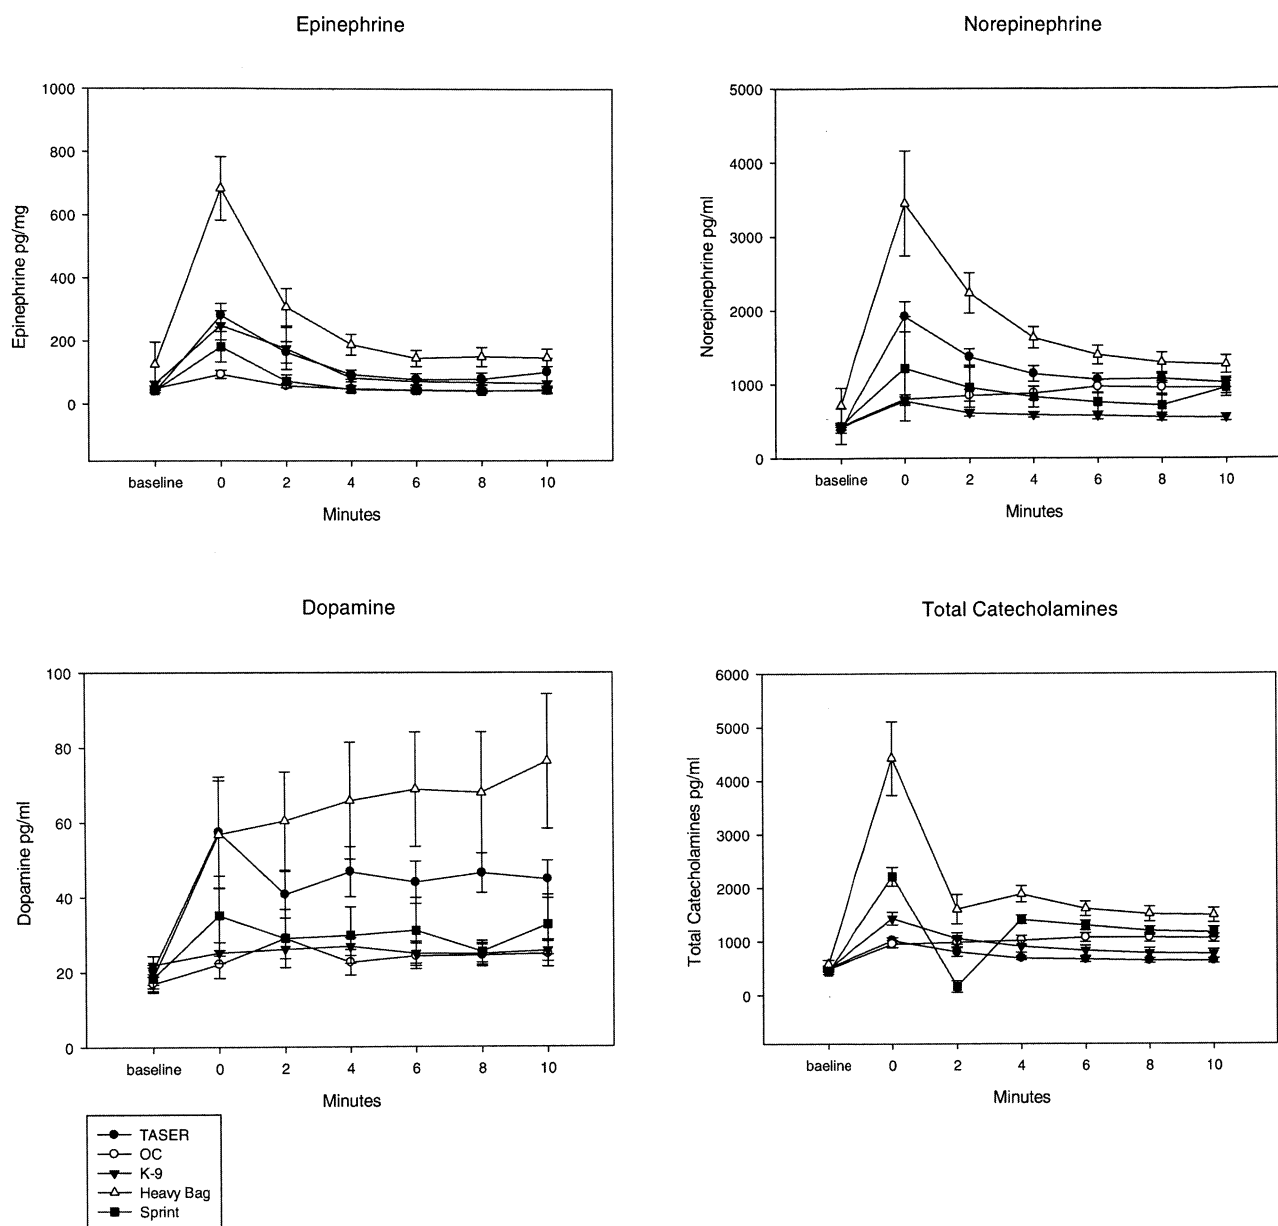 Epinephrine
1000
800
600
400
200
0
Epinephrine pg/mg
baseline 0 2 4 6 8 10
Minutes
Norepinephrine
5000
4000
3000
2000
1000
0
Norepinephrine pg/ml
baseline 0 2 4 6 8 10
Minutes
Dopamine
100
80
60
40
20
0
Dopamine pg/ml
baseline 0 2 4 6 8 10
Minutes
Total Catecholamines
6000
5000
4000
3000
2000
1000
0
Total Catecholamines pg/ml
baeline 0 2 4 6 8 10
Minutes
TASER
OC
K-9
Heavy Bag
Sprint